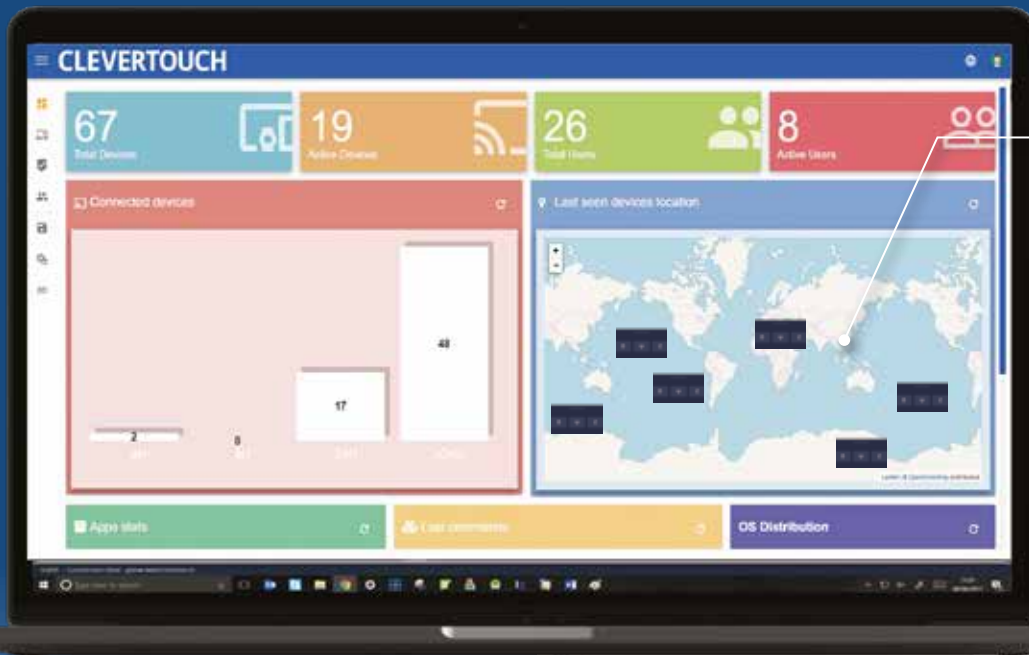 CLEVERTOUCH
67
Total Devices
19
Active Devices
26
Total Users
8
Active Users
Connected devices
Last seen devices location
+
-
2
0
17
48
Apps stats
Last comments
OS Distribution